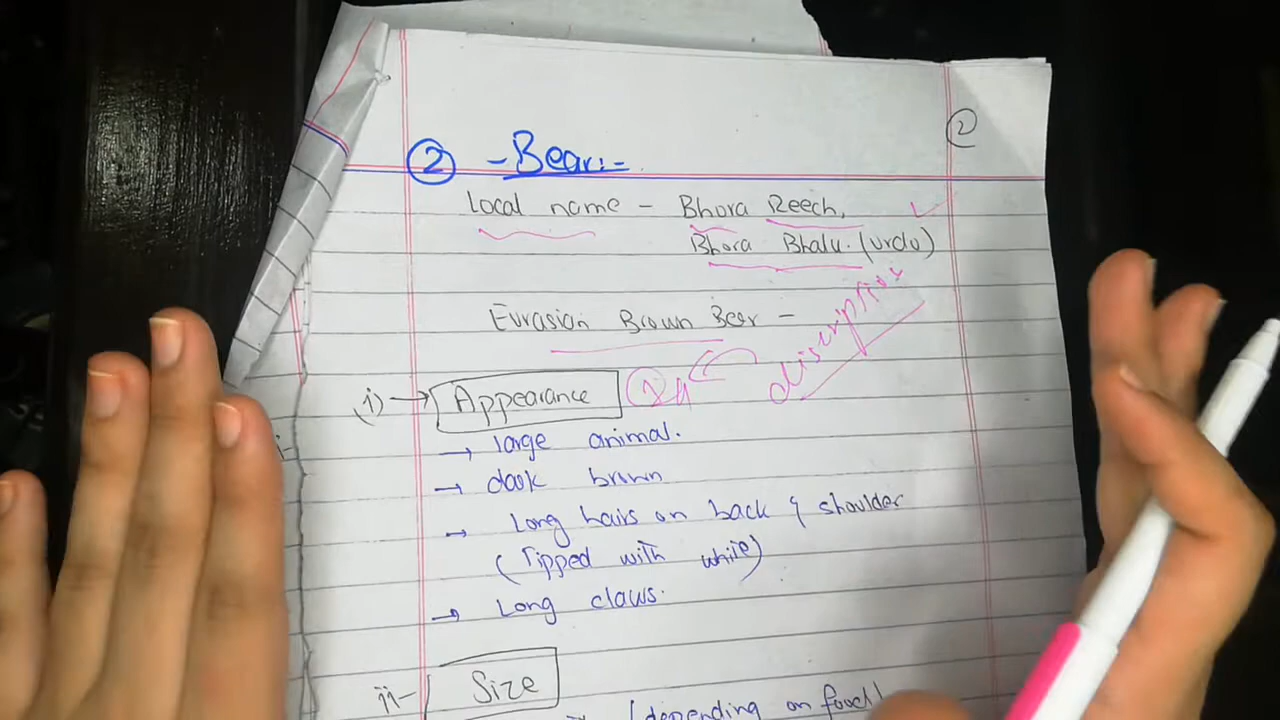 2
② -Bear:-
Local name - Bhora Reech,
Bhora Bhalu. (urdu)
Eurasian Brown Bear -
discription
(i) → Appearance
→ large animal.
→ dark brown
→ Long hairs on back & shoulder
(Tipped with white)
→ Long claws.
ii- Size
(depending on food)